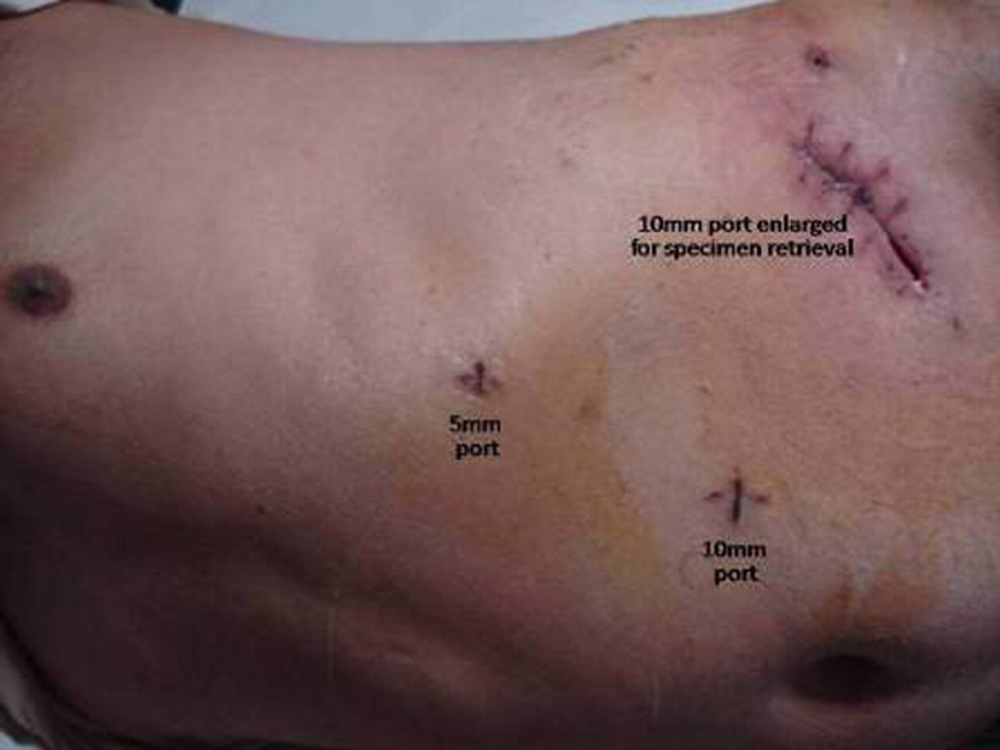 10mm port enlarged
for specimen retrieval
5mm
port
10mm
port